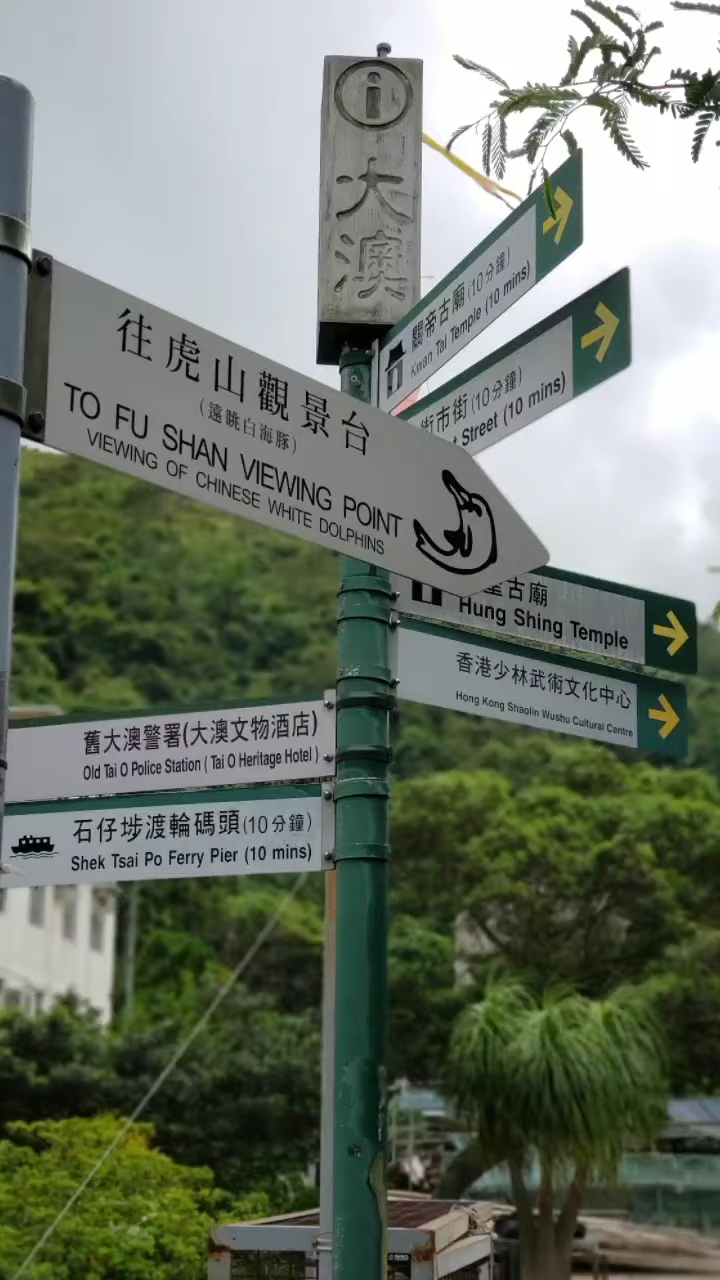 i
大
澳
關帝古廟(10分鐘)
Kwan Tai Temple (10 mins)
街市街(10分鐘)
Street (10 mins)
往虎山觀景台
(遠眺白海豚)
TO FU SHAN VIEWING POINT
VIEWING OF CHINESE WHITE DOLPHINS
古廟
Hung Shing Temple
香港少林武術文化中心
Hong Kong Shaolin Wushu Cultural Centre
舊大澳警署(大澳文物酒店)
Old Tai O Police Station ( Tai O Heritage Hotel )
石仔埗渡輪碼頭(10分鐘)
Shek Tsai Po Ferry Pier (10 mins)